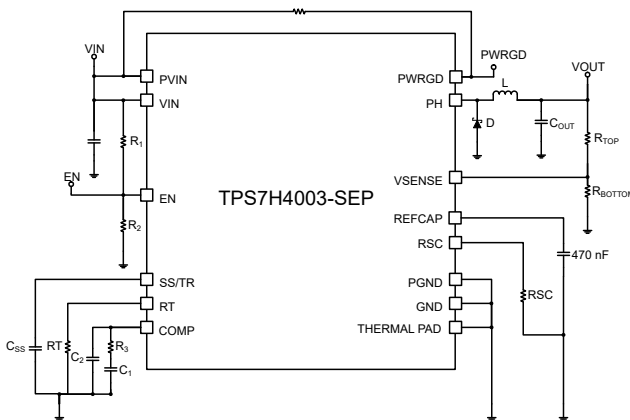 VIN
PVIN
VIN
R1
EN
EN
R2
TPS7H4003-SEP
SS/TR
RT
COMP
CSS
RT
C2
R3
C1
PWRGD
PWRGD
PH
L
VOUT
D
COUT
RTOP
VSENSE
RBOTTOM
REFCAP
RSC
470 nF
RSC
PGND
GND
THERMAL PAD